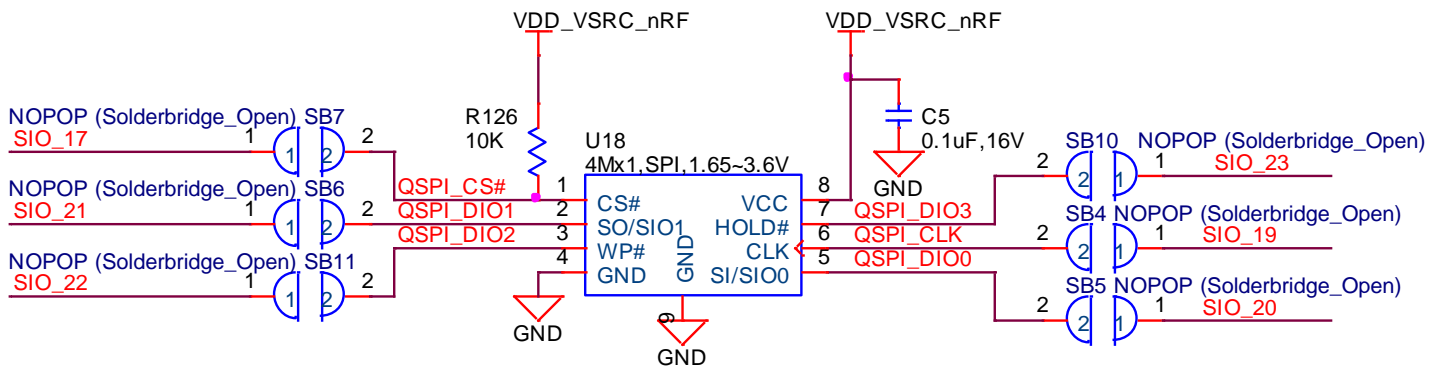 VDD_VSRC_nRF
VDD_VSRC_nRF
NOPOP (Solderbridge_Open) SB7
SIO_17
1
1
2
2
R126
10K
U18
4Mx1,SPI,1.65~3.6V
C5
0.1uF,16V
GND
SB10
NOPOP (Solderbridge_Open)
2
2
1
1
SIO_23
NOPOP (Solderbridge_Open) SB6
SIO_21
1
1
2
2
QSPI_CS#
1
CS#
VCC
8
QSPI_DIO1
2
SO/SIO1
HOLD#
7
QSPI_DIO3
SB4 NOPOP (Solderbridge_Open)
2
2
1
1
SIO_19
QSPI_DIO2
3
WP#
CLK
6
QSPI_CLK
4
GND
GND
SI/SIO0
5
QSPI_DIO0
NOPOP (Solderbridge_Open) SB11
SIO_22
1
1
2
2
SB5 NOPOP (Solderbridge_Open)
2
2
1
1
SIO_20
GND
9
GND